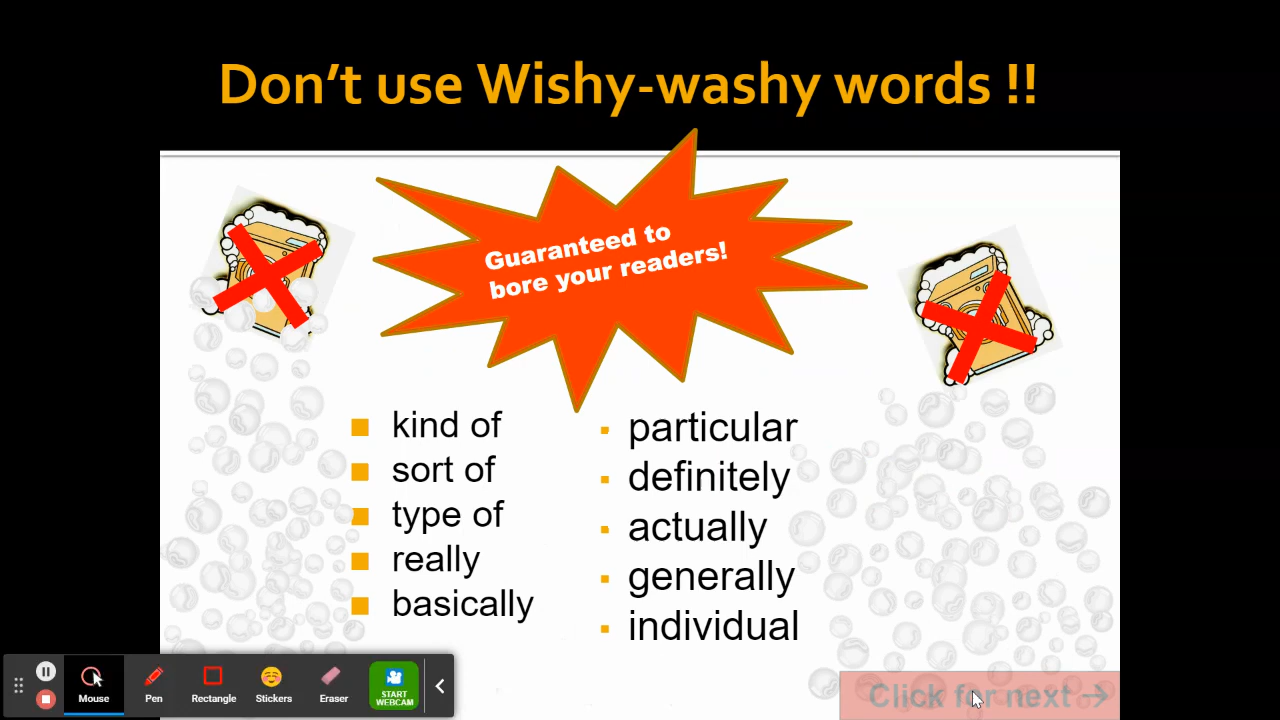 Don't use Wishy-washy words !!
Guaranteed to
bore your readers!
kind of
sort of
type of
really
basically
particular
definitely
actually
generally
individual
Click for next →
Mouse
Pen
Rectangle
Stickers
Eraser
START
WEBCAM